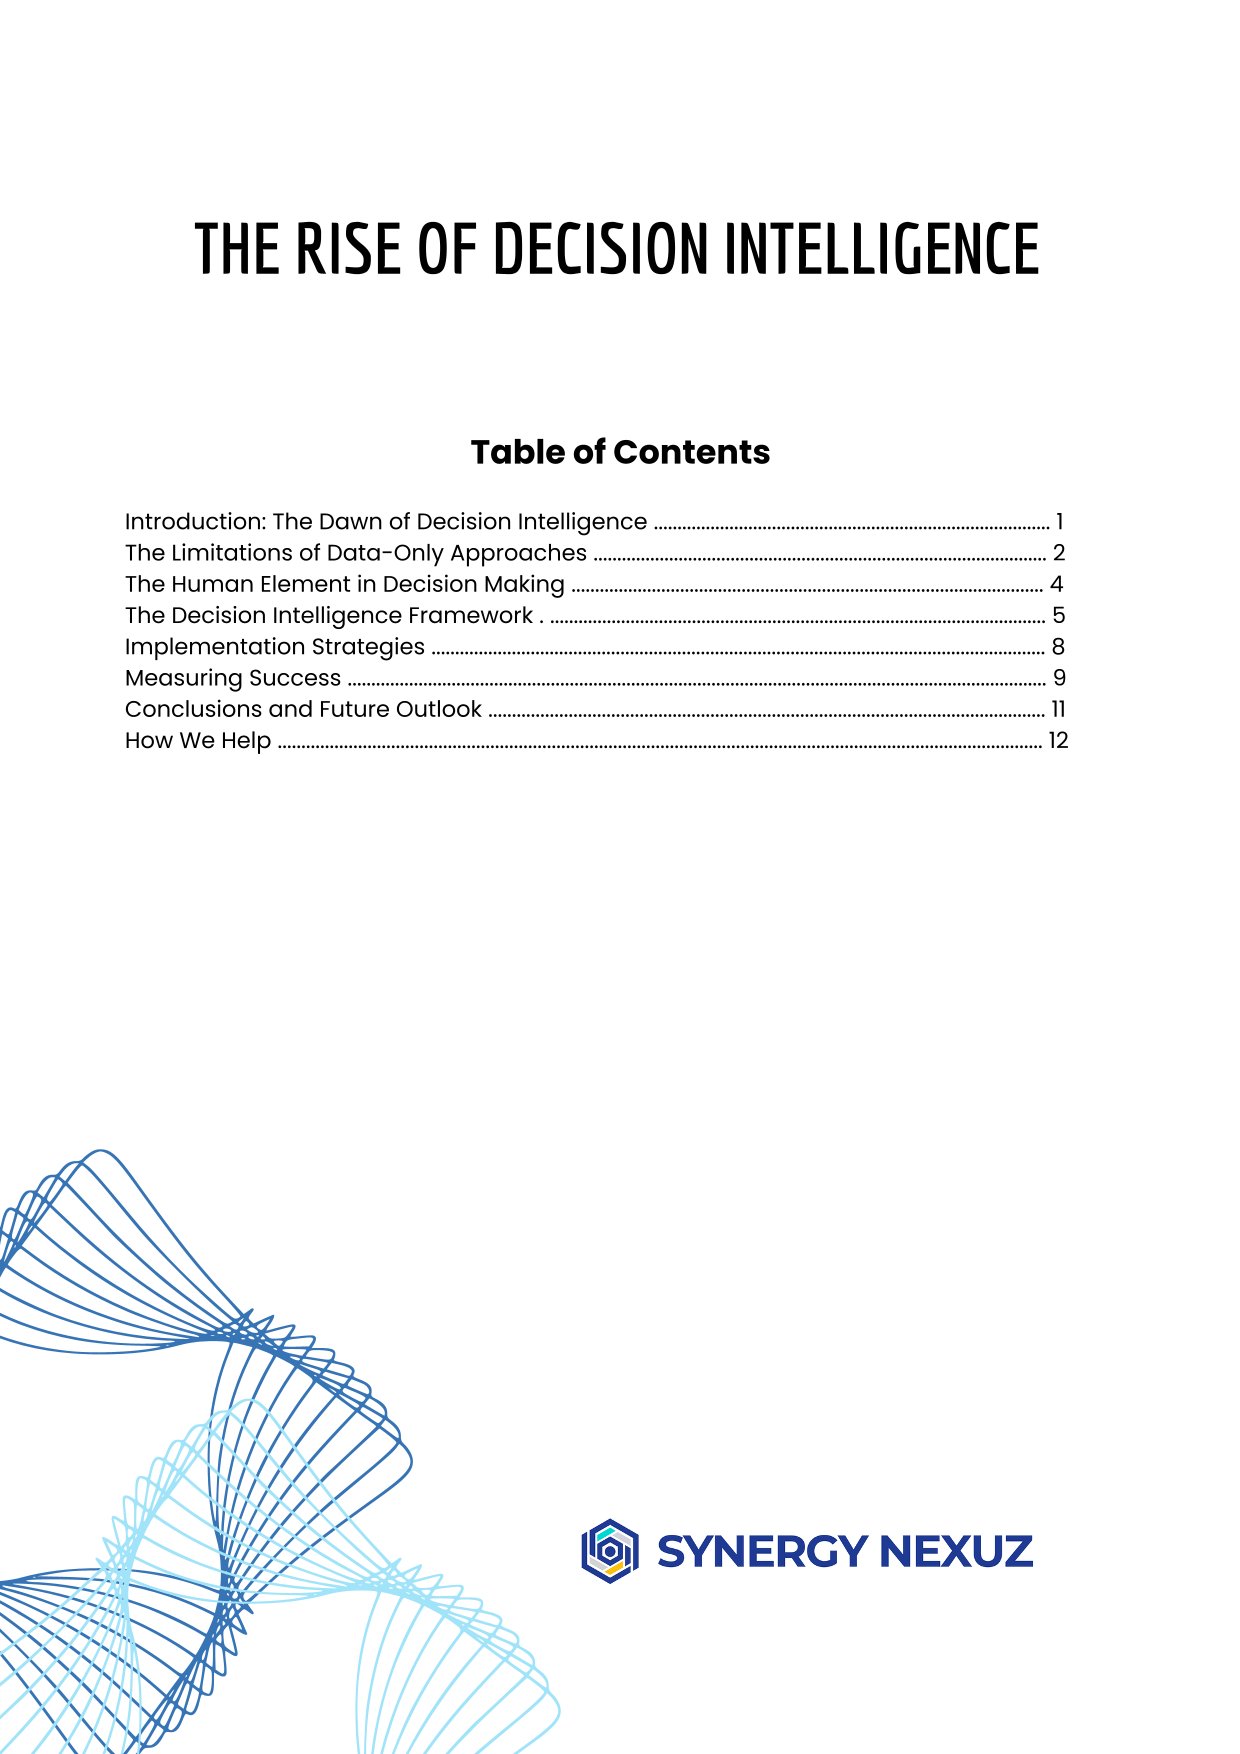 THE RISE OF DECISION INTELLIGENCE
Table of Contents
Introduction: The Dawn of Decision Intelligence .................................................................................... 1
The Limitations of Data-Only Approaches ................................................................................................ 2
The Human Element in Decision Making .................................................................................................... 4
The Decision Intelligence Framework . ......................................................................................................... 5
Implementation Strategies .................................................................................................................................. 8
Measuring Success .................................................................................................................................................... 9
Conclusions and Future Outlook ...................................................................................................................... 11
How We Help .................................................................................................................................................................. 12
SYNERGY NEXUZ